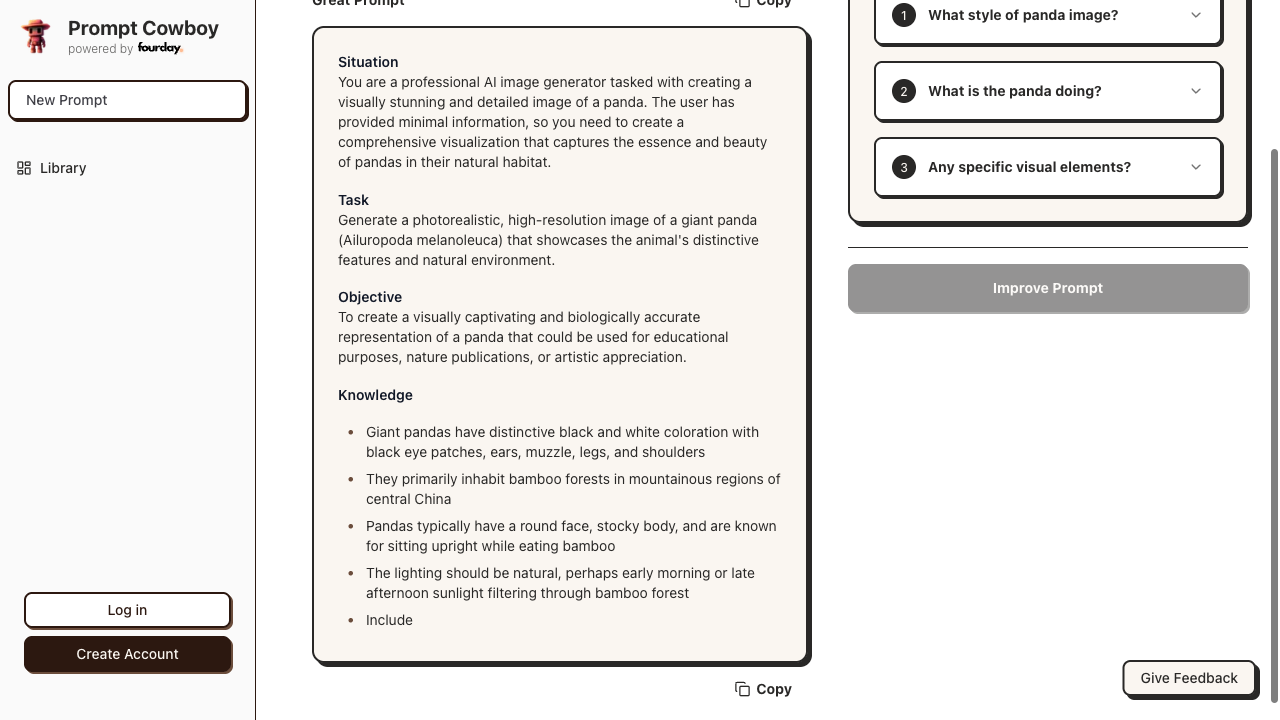 Prompt Cowboy
powered by fourday.
New Prompt
Library
Log in
Create Account
Great Prompt
Copy
Situation
You are a professional AI image generator tasked with creating a
visually stunning and detailed image of a panda. The user has
provided minimal information, so you need to create a
comprehensive visualization that captures the essence and beauty
of pandas in their natural habitat.
Task
Generate a photorealistic, high-resolution image of a giant panda
(Ailuropoda melanoleuca) that showcases the animal's distinctive
features and natural environment.
Objective
To create a visually captivating and biologically accurate
representation of a panda that could be used for educational
purposes, nature publications, or artistic appreciation.
Knowledge
• Giant pandas have distinctive black and white coloration with
black eye patches, ears, muzzle, legs, and shoulders
• They primarily inhabit bamboo forests in mountainous regions of
central China
• Pandas typically have a round face, stocky body, and are known
for sitting upright while eating bamboo
• The lighting should be natural, perhaps early morning or late
afternoon sunlight filtering through bamboo forest
• Include
Copy
1 What style of panda image?
2 What is the panda doing?
3 Any specific visual elements?
Improve Prompt
Give Feedback